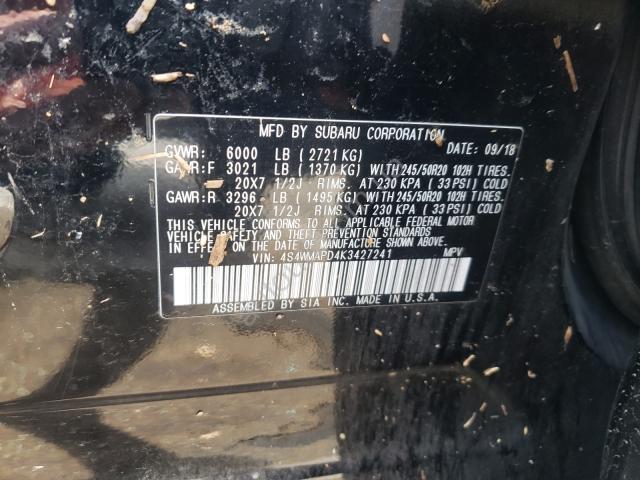 MFD BY SUBARU CORPORATION
DATE: 09/18
GVWR: 6000 LB ( 2721 KG)
GAWR:F 3021 LB ( 1370 KG) WITH 245/50R20 102H TIRES.
20X7 1/2J RIMS. AT 230 KPA ( 33 PSI) COLD
GAWR:R 3296 LB ( 1495 KG) WITH 245/50R20 102H TIRES.
20X7 1/2J RIMS. AT 230 KPA ( 33 PSI) COLD
THIS VEHICLE CONFORMS TO ALL APPLICABLE FEDERAL MOTOR
VEHICLE SAFETY AND THEFT PREVENTION STANDARDS
IN EFFECT ON THE DATE OF MANUFACTURE SHOWN ABOVE.
VIN: 4S4WMAPD4K3427241 MPV
ASSEMBLED BY SIA INC. MADE IN U.S.A.